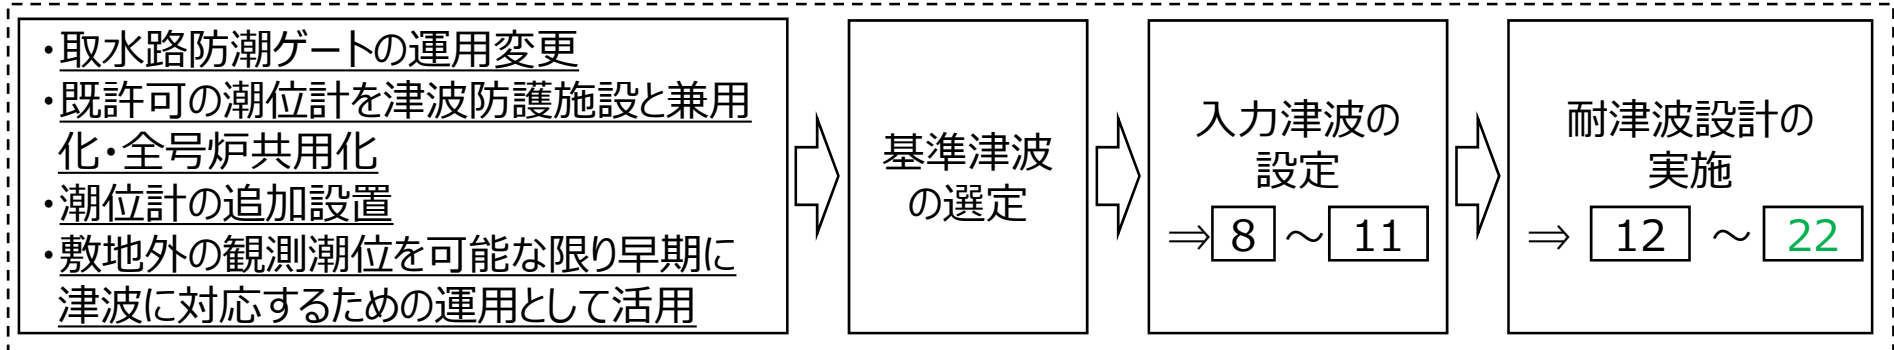 ・取水路防潮ゲートの運用変更
・既許可の潮位計を津波防護施設と兼用
化・全号炉共用化
・潮位計の追加設置
・敷地外の観測潮位を可能な限り早期に
津波に対応するための運用として活用
基準津波
の選定
入力津波の
設定
⇒ 8 ～ 11
耐津波設計の
実施
⇒ 12 ～ 22